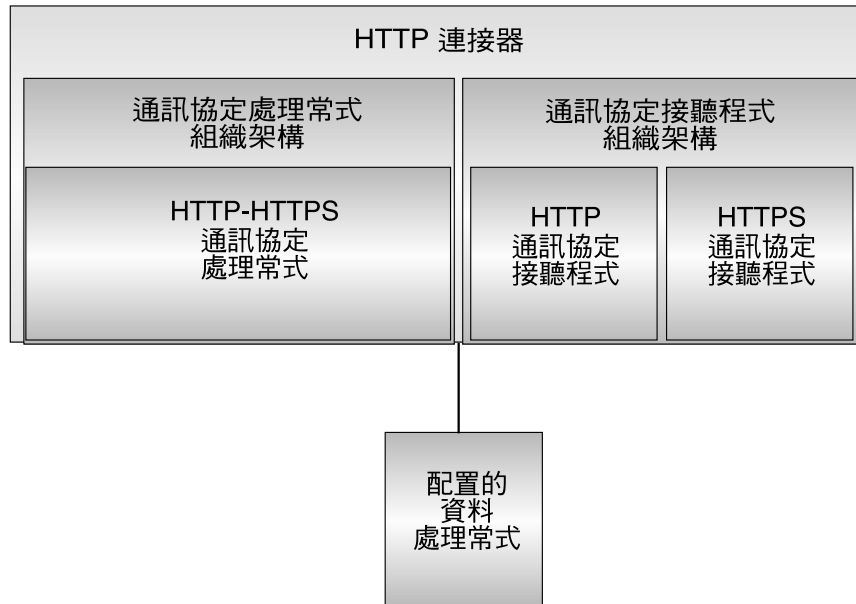 HTTP 連接器
通訊協定處理常式
組織架構
通訊協定接聽程式
組織架構
HTTP-HTTPS
通訊協定
處理常式
HTTP
通訊協定
接聽程式
HTTPS
通訊協定
接聽程式
配置的
資料
處理常式